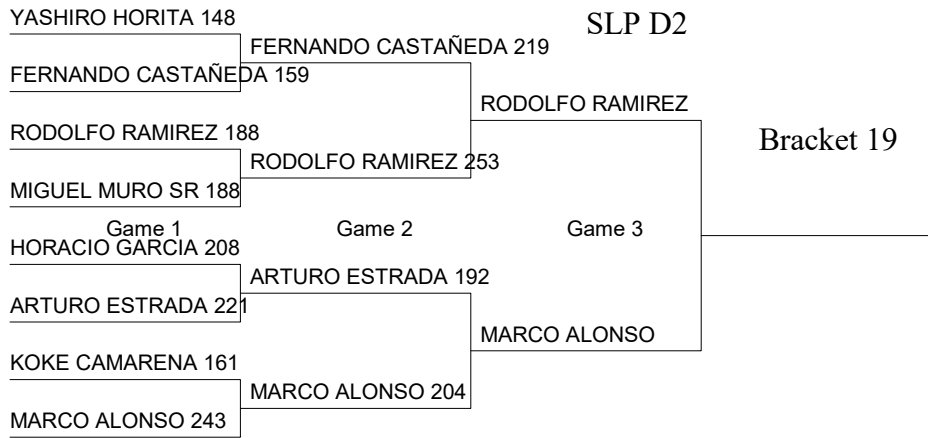 YASHIRO HORITA 148
SLP D2
FERNANDO CASTAÑEDA 219
FERNANDO CASTAÑEDA 159
RODOLFO RAMIREZ
RODOLFO RAMIREZ 188
Bracket 19
RODOLFO RAMIREZ 253
MIGUEL MURO SR 188
Game 1
Game 2
Game 3
HORACIO GARCIA 208
ARTURO ESTRADA 192
ARTURO ESTRADA 221
MARCO ALONSO
KOKE CAMARENA 161
MARCO ALONSO 204
MARCO ALONSO 243